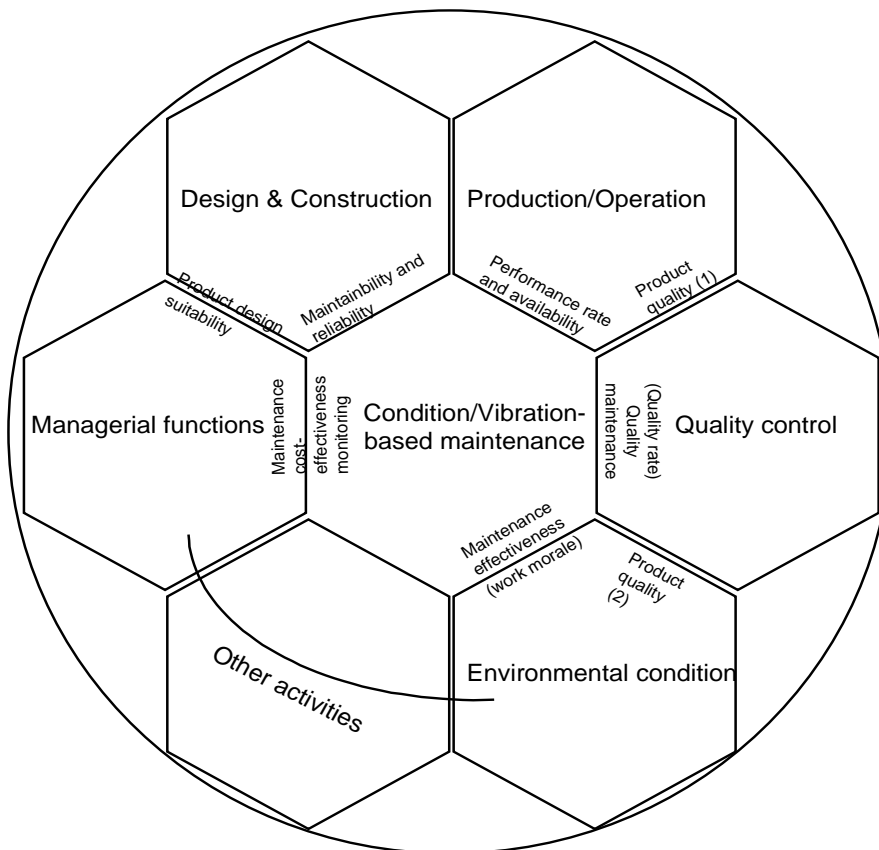 Design & Construction
Production/Operation
Product design
suitability
Maintainbility and
reliability
Performance rate
and availability
Product
quality (1)
Managerial functions
Maintenance
cost-
effectiveness
monitoring
Condition/Vibration-
based maintenance
(Quality rate)
Quality
maintenance
Quality control
Maintenance
effectiveness
(work morale)
Product
quality
(2)
Other activities
Environmental condition